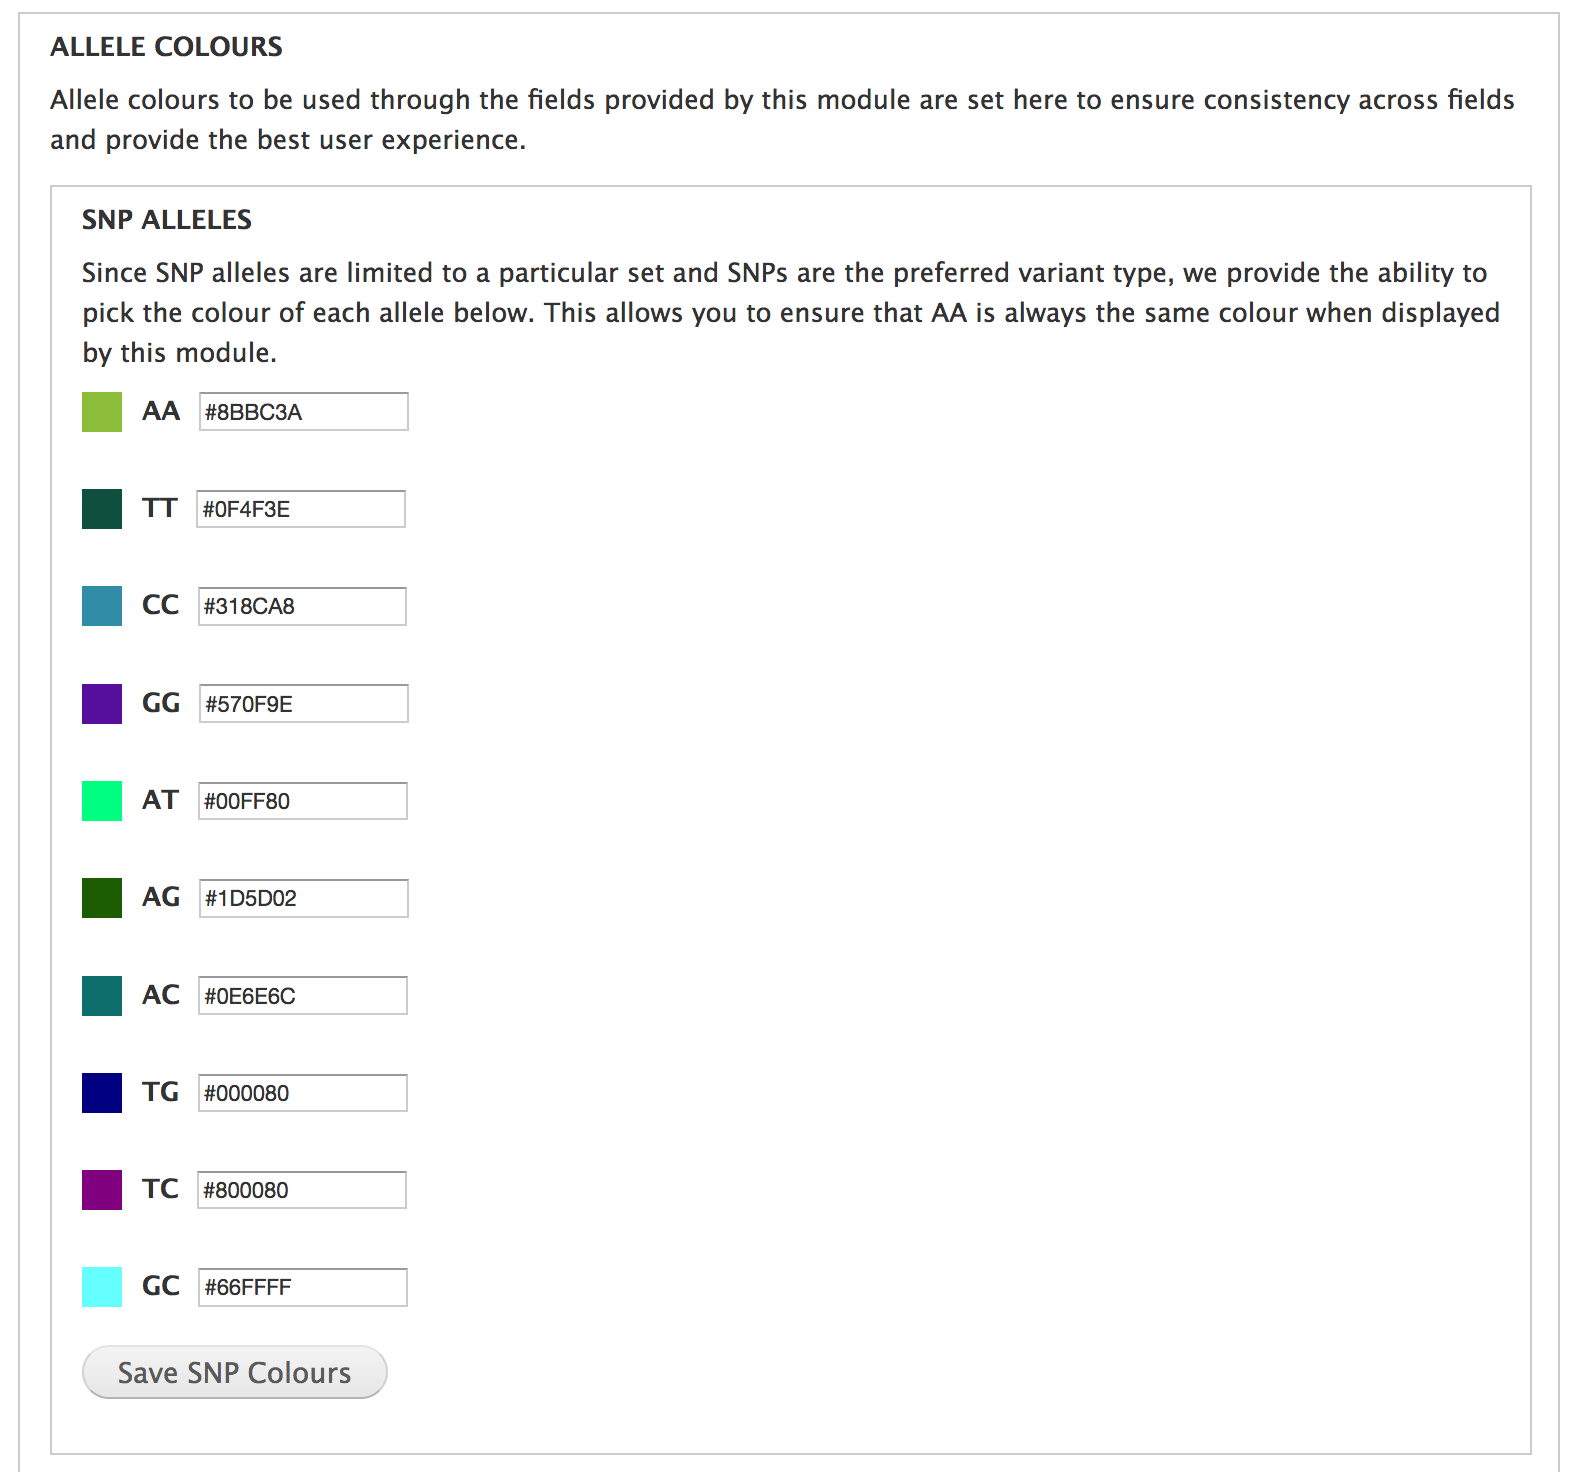 ALLELE COLOURS
Allele colours to be used through the fields provided by this module are set here to ensure consistency across fields
and provide the best user experience.
SNP ALLELES
Since SNP alleles are limited to a particular set and SNPs are the preferred variant type, we provide the ability to
pick the colour of each allele below. This allows you to ensure that AA is always the same colour when displayed
by this module.
AA #8BBC3A
TT #0F4F3E
CC #318CA8
GG #570F9E
AT #00FF80
AG #1D5D02
AC #0E6E6C
TG #000080
TC #800080
GC #66FFFF
Save SNP Colours